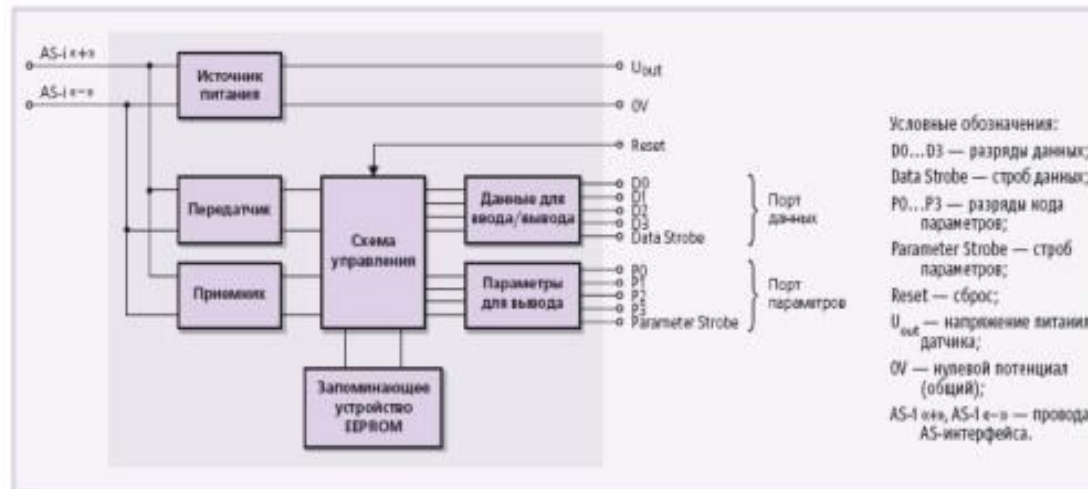 AS-i «+»
AS-i «−»
Источник
питания
Uout
0V
Reset
Передатчик
Приемник
Схема
управления
Данные для
ввода/вывода
D0
D1
D2
D3
Data Strobe
Порт
данных
Параметры
для вывода
P0
P1
P2
P3
Parameter Strobe
Порт
параметров
Запоминающее
устройство
EEPROM
Условные обозначения:
D0...D3 — разряды данных;
Data Strobe — строб данных;
P0...P3 — разряды кода
параметров;
Parameter Strobe — строб
параметров;
Reset — сброс;
Uout — напряжение питания
датчика;
0V — нулевой потенциал
(общий);
AS-i «+», AS-i «−» — провода
AS-интерфейса.